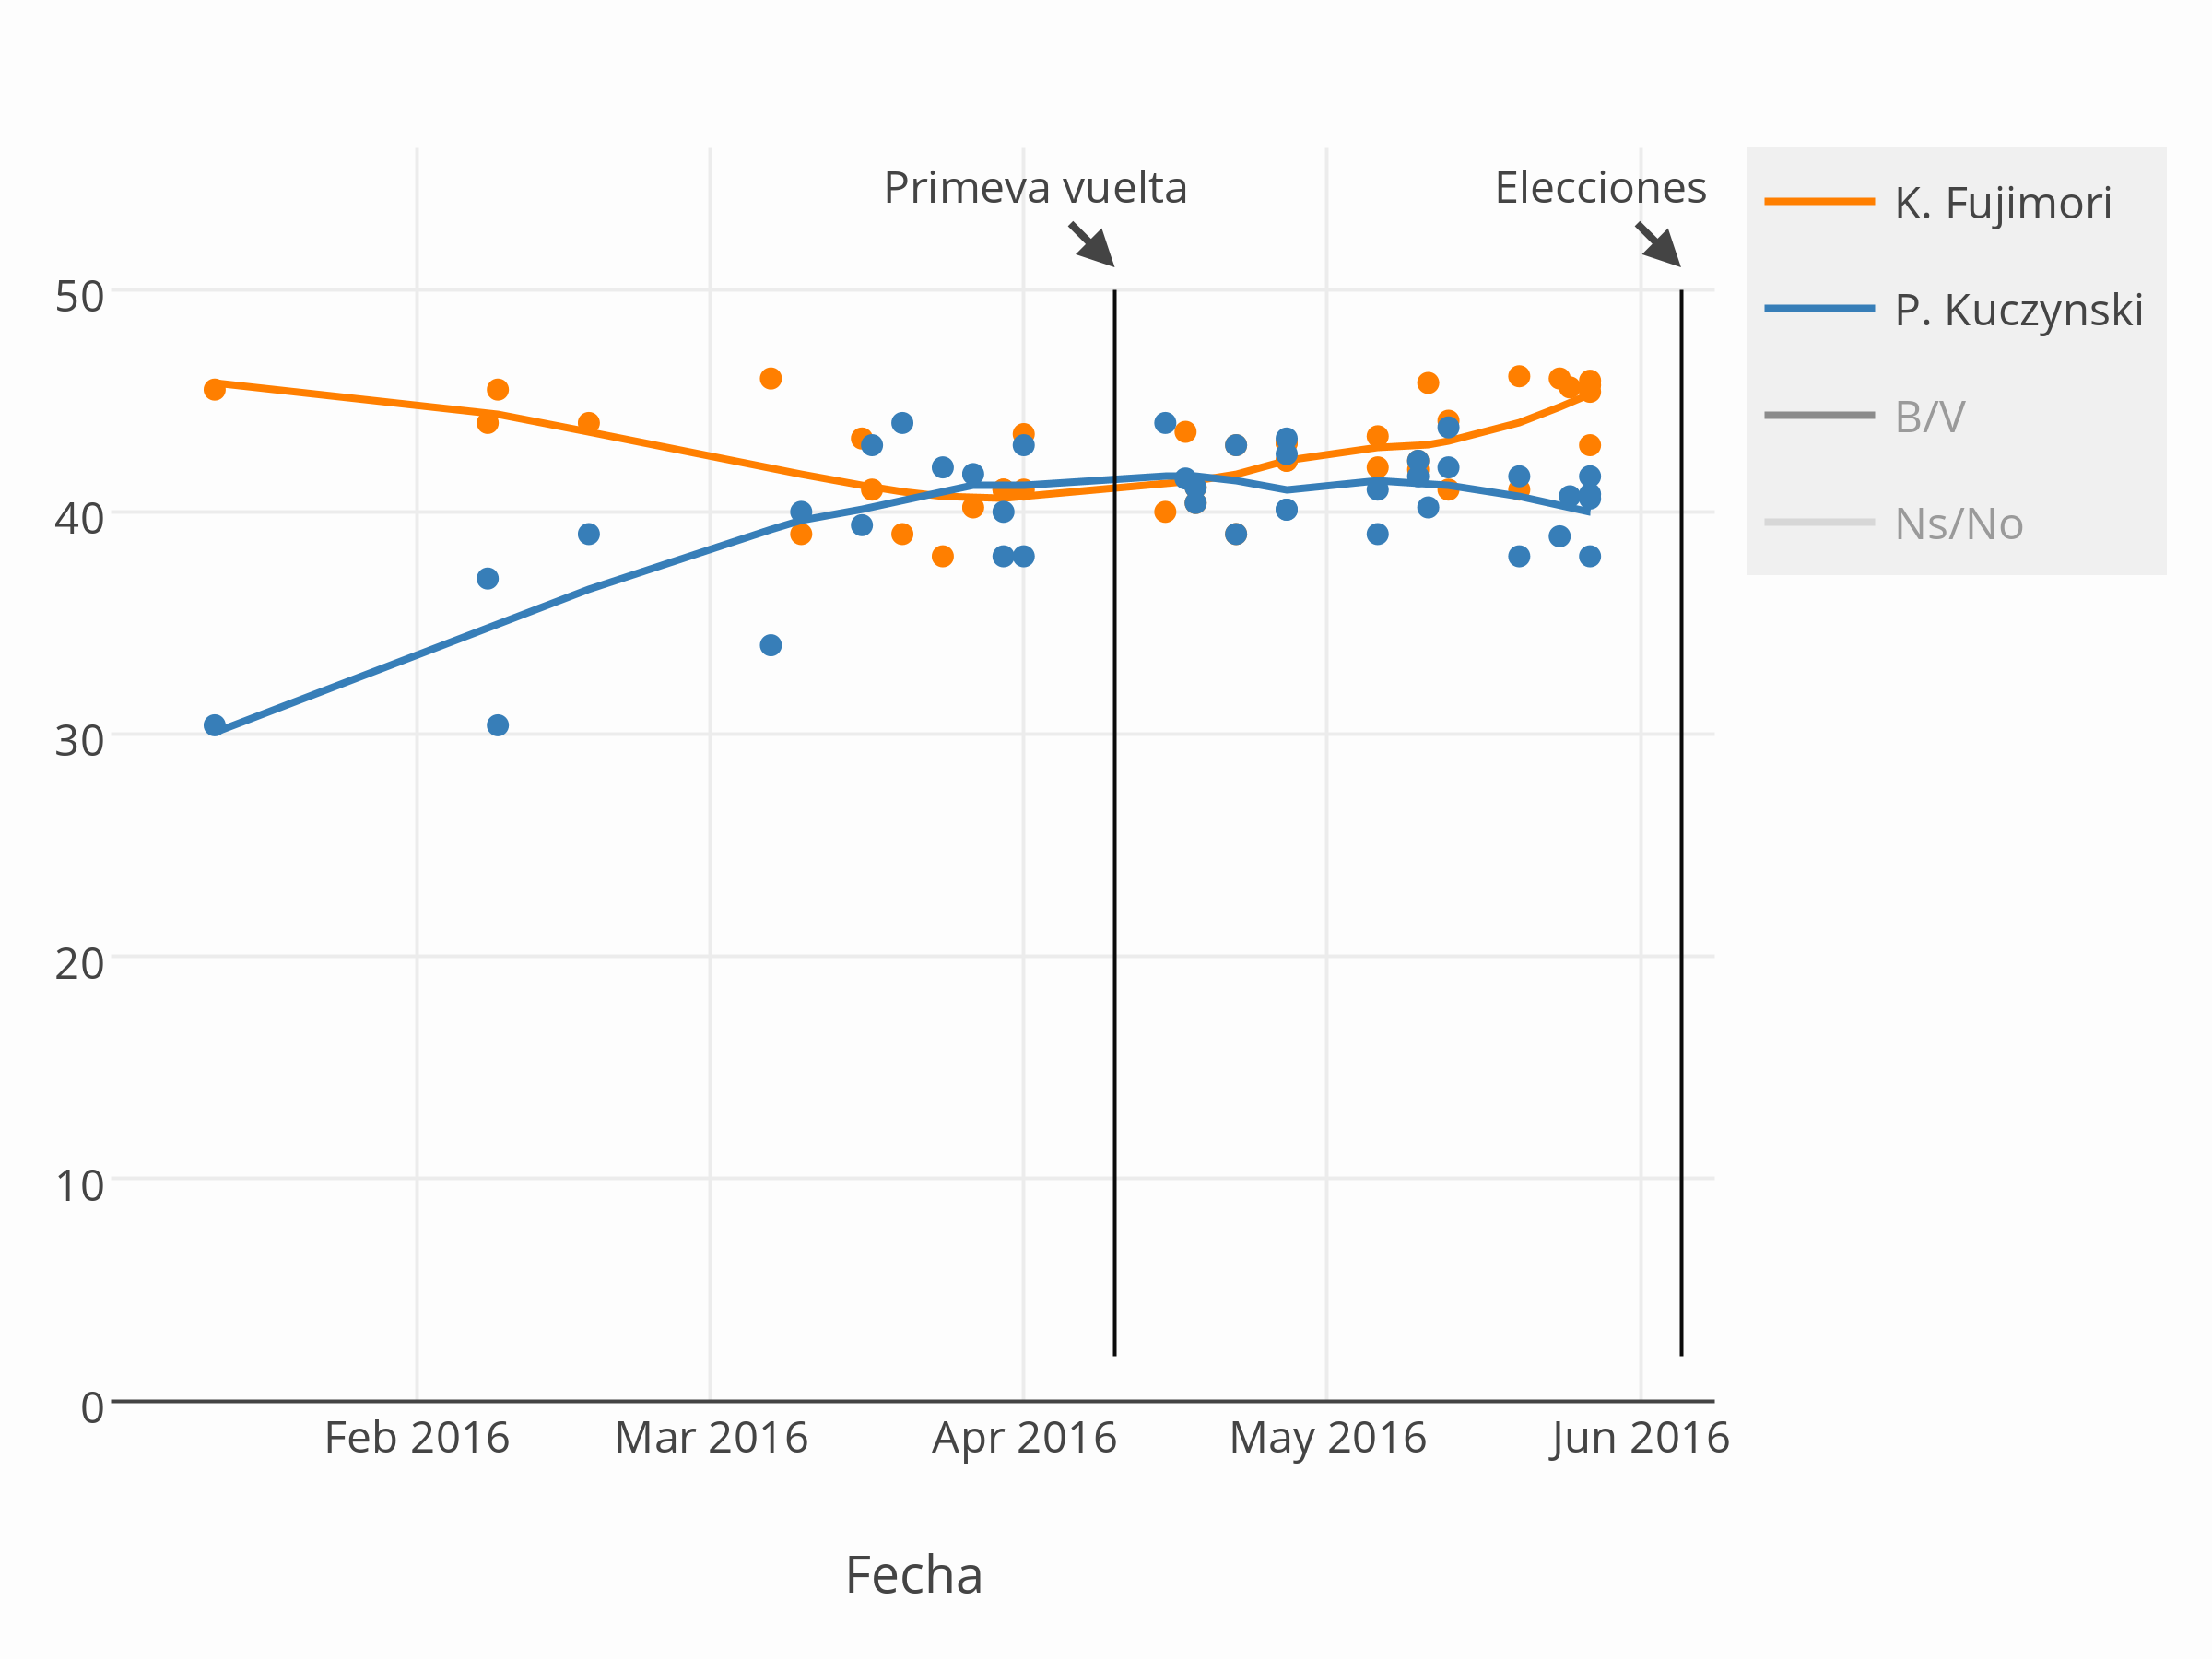 Primeva vuelta
Elecciones
K. Fujimori
P. Kuczynski
B/V
Ns/No
50
40
30
20
10
0
Feb 2016
Mar 2016
Apr 2016
May 2016
Jun 2016
Fecha